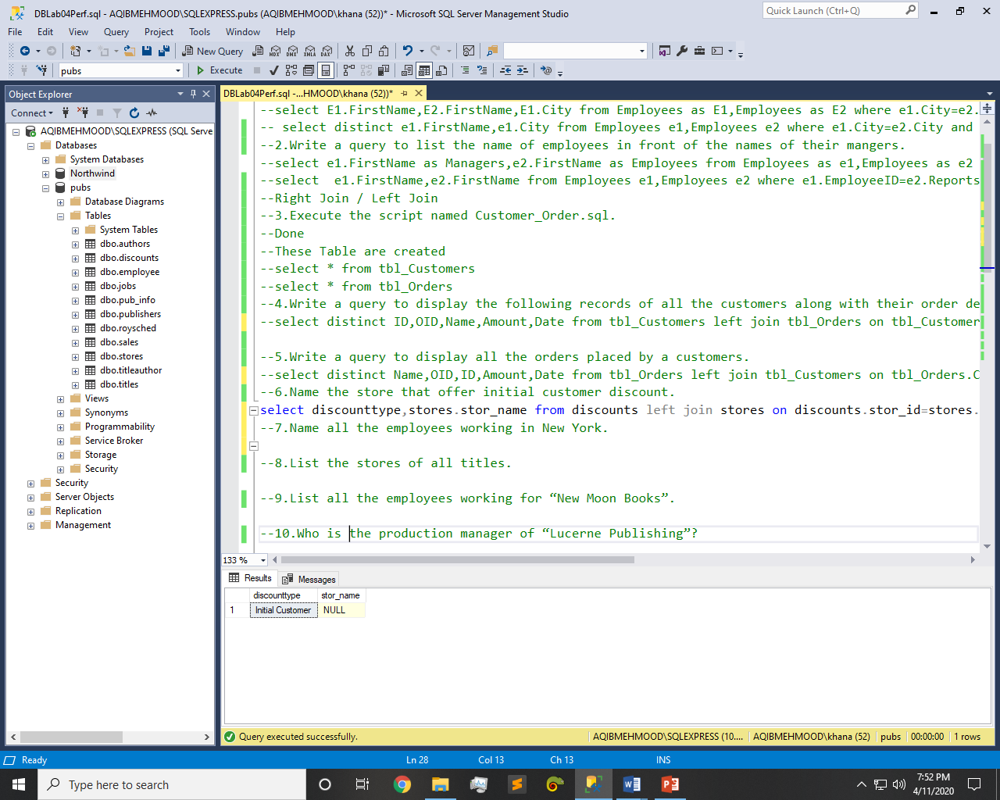 DBLab04Perf.sql - AQIBMEHMOOD\SQLEXPRESS.pubs (AQIBMEHMOOD\khana (52))* - Microsoft SQL Server Management Studio
Quick Launch (Ctrl+Q)
File Edit View Query Project Tools Window Help
New Query
MDX DMX XMLA DAX
pubs
Execute
Object Explorer
DBLab04Perf.sql -...HMOOD\khana (52))*
Connect
AQIBMEHMOOD\SQLEXPRESS (SQL Serve
Databases
System Databases
Northwind
pubs
Database Diagrams
Tables
System Tables
dbo.authors
dbo.discounts
dbo.employee
dbo.jobs
dbo.pub_info
dbo.publishers
dbo.roysched
dbo.sales
dbo.stores
dbo.titleauthor
dbo.titles
Views
Synonyms
Programmability
Service Broker
Storage
Security
Security
Server Objects
Replication
Management
--select E1.FirstName,E2.FirstName,E1.City from Employees as E1,Employees as E2 where e1.City=e2.
-- select distinct e1.FirstName,e1.City from Employees e1,Employees e2 where e1.City=e2.City and
--2.Write a query to list the name of employees in front of the names of their mangers.
--select e1.FirstName as Managers,e2.FirstName as Employees from Employees as e1,Employees as e2
--select  e1.FirstName,e2.FirstName from Employees e1,Employees e2 where e1.EmployeeID=e2.Reports
--Right Join / Left Join
--3.Execute the script named Customer_Order.sql.
--Done
--These Table are created
--select * from tbl_Customers
--select * from tbl_Orders
--4.Write a query to display the following records of all the customers along with their order de
--select distinct ID,OID,Name,Amount,Date from tbl_Customers left join tbl_Orders on tbl_Customer
--5.Write a query to display all the orders placed by a customers.
--select distinct Name,OID,ID,Amount,Date from tbl_Orders left join tbl_Customers on tbl_Orders.C
--6.Name the store that offer initial customer discount.
select discounttype,stores.stor_name from discounts left join stores on discounts.stor_id=stores.
--7.Name all the employees working in New York.
--8.List the stores of all titles.
--9.List all the employees working for “New Moon Books”.
--10.Who is the production manager of “Lucerne Publishing”?
133 %
Results Messages
discounttype stor_name
1 Initial Customer NULL
Query executed successfully.
AQIBMEHMOOD\SQLEXPRESS (10.... AQIBMEHMOOD\khana (52) pubs 00:00:00 1 rows
Ready Ln 28 Col 13 Ch 13 INS
Type here to search
7:52 PM
4/11/2020